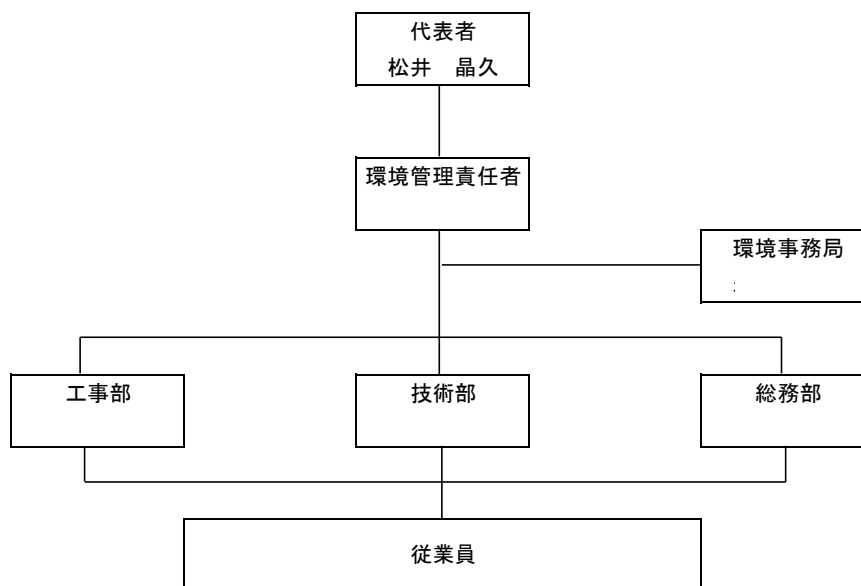 代表者
松井　晶久
環境管理責任者
環境事務局
工事部
技術部
総務部
従業員